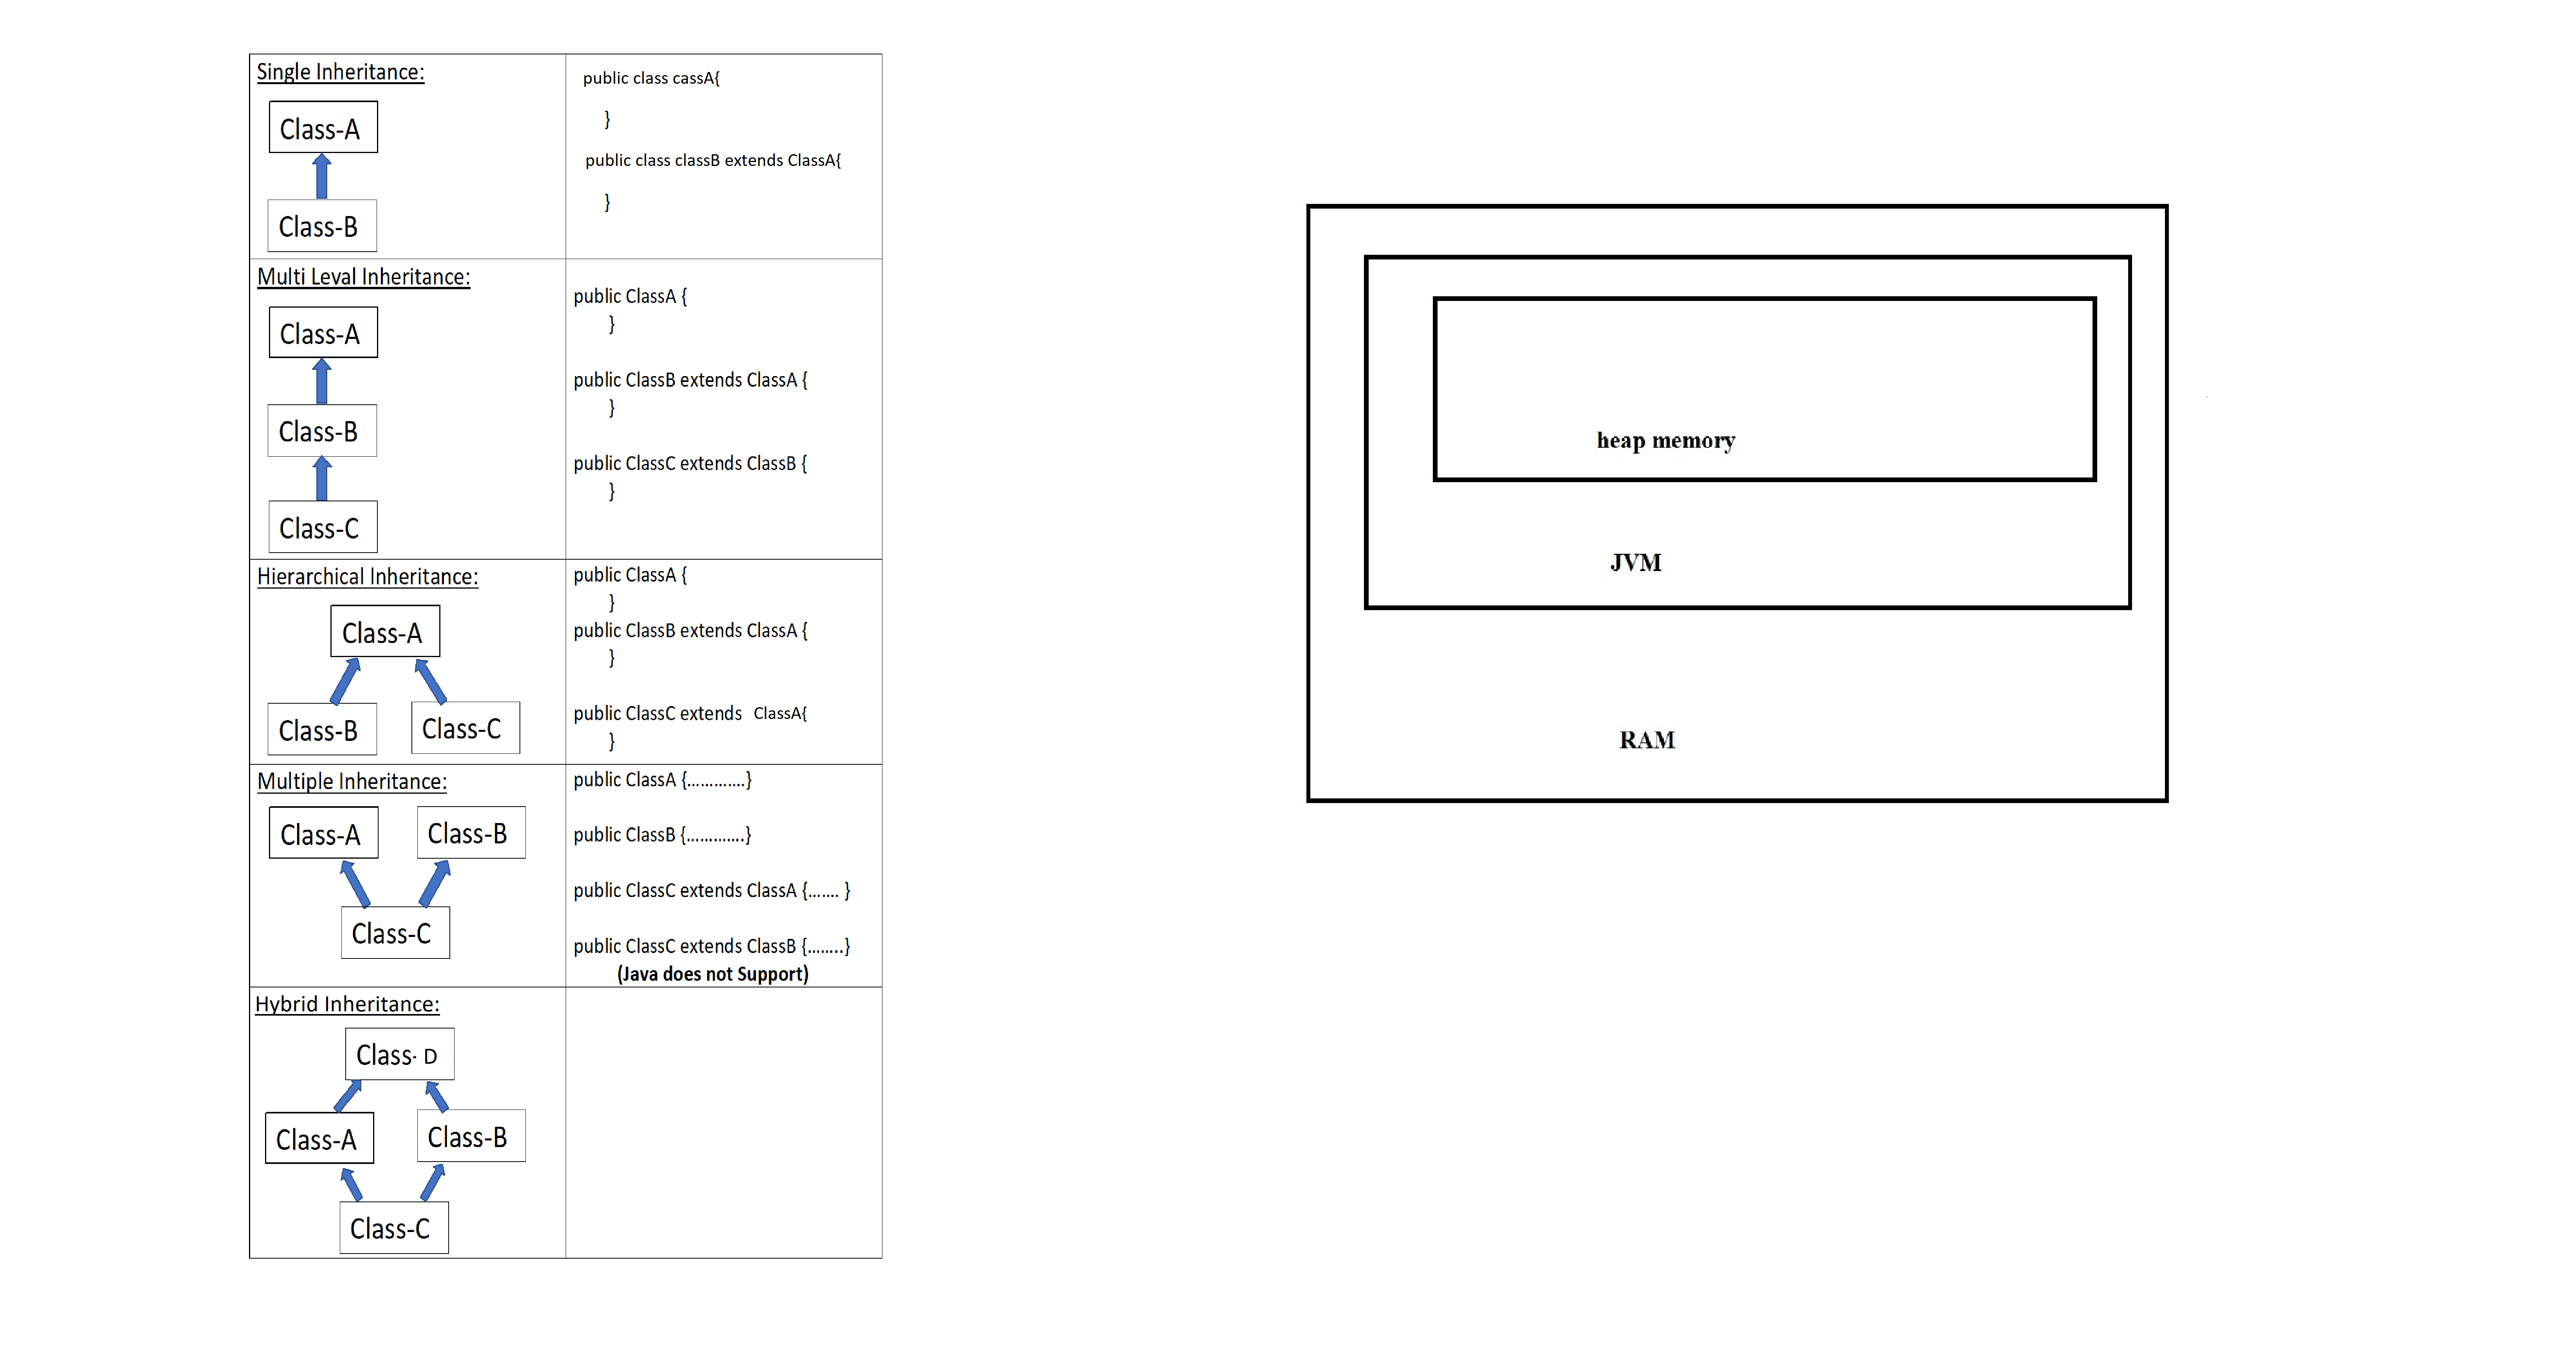 Single Inheritance:
Class-A
Class-B
public class cassA{
}
public class classB extends ClassA{
}
Multi Leval Inheritance:
Class-A
Class-B
Class-C
public ClassA {
}
public ClassB extends ClassA {
}
public ClassC extends ClassB {
}
Hierarchical Inheritance:
Class-A
Class-B
Class-C
public ClassA {
}
public ClassB extends ClassA {
}
public ClassC extends ClassA{
}
Multiple Inheritance:
Class-A
Class-B
Class-C
public ClassA {............}
public ClassB {............}
public ClassC extends ClassA {....... }
public ClassC extends ClassB {........}
(Java does not Support)
Hybrid Inheritance:
Class- D
Class-A
Class-B
Class-C
heap memory
JVM
RAM